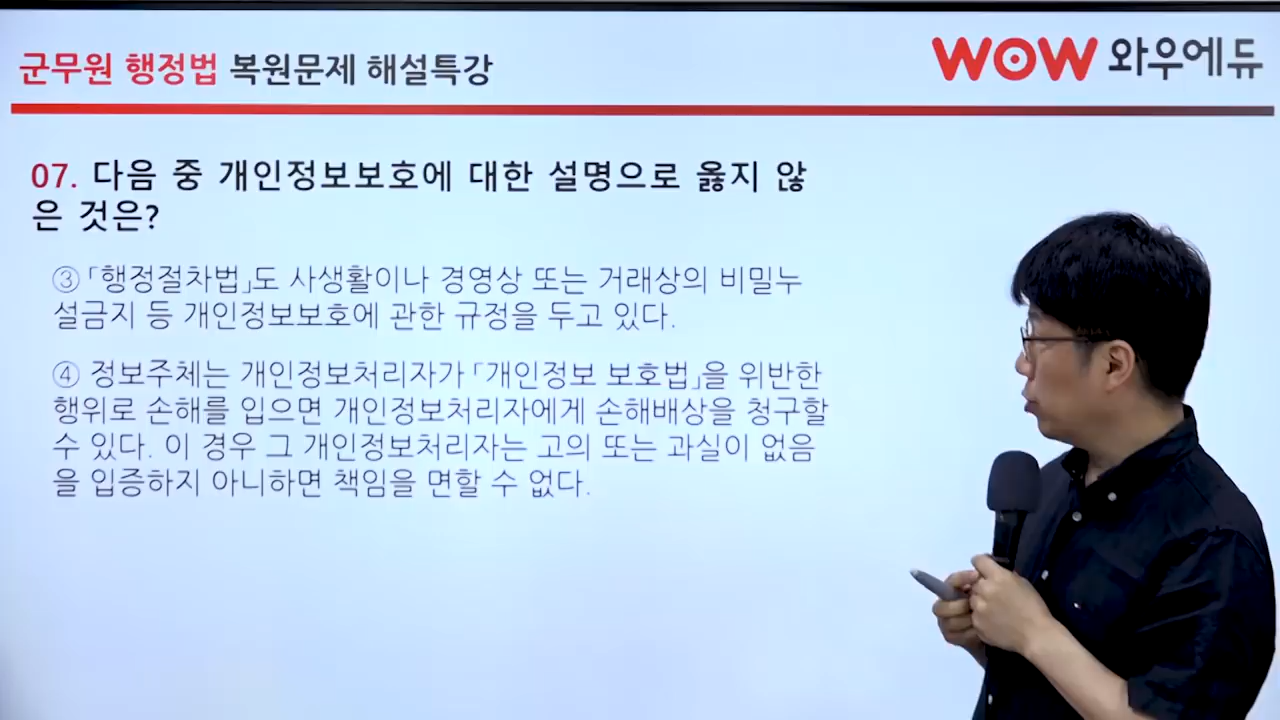 군무원 행정법 복원문제 해설특강
WOW 와우에듀
07. 다음 중 개인정보보호에 대한 설명으로 옳지 않
은 것은?
③ 「행정절차법」도 사생활이나 경영상 또는 거래상의 비밀누
설금지 등 개인정보보호에 관한 규정을 두고 있다.
④ 정보주체는 개인정보처리자가 「개인정보 보호법」을 위반한
행위로 손해를 입으면 개인정보처리자에게 손해배상을 청구할
수 있다. 이 경우 그 개인정보처리자는 고의 또는 과실이 없음
을 입증하지 아니하면 책임을 면할 수 없다.